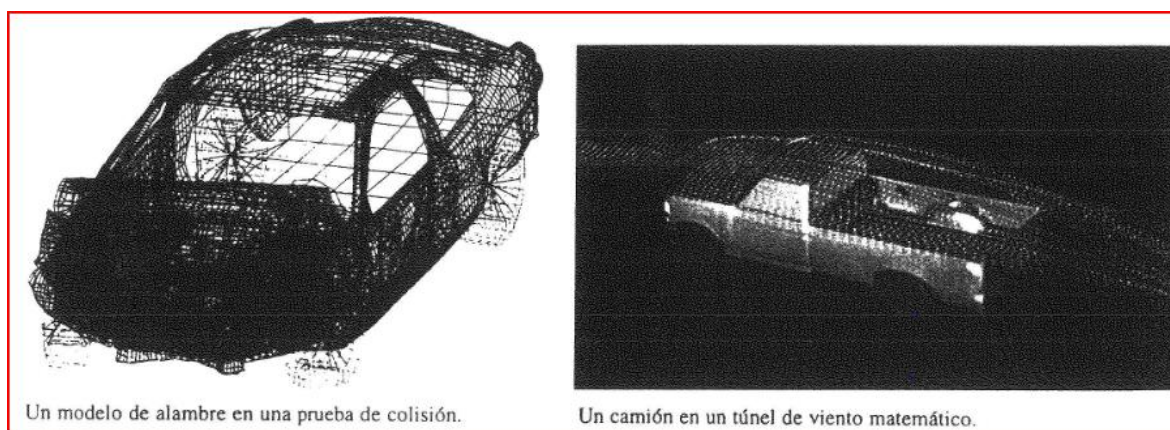 Un modelo de alambre en una prueba de colisión.
Un camión en un túnel de viento matemático.